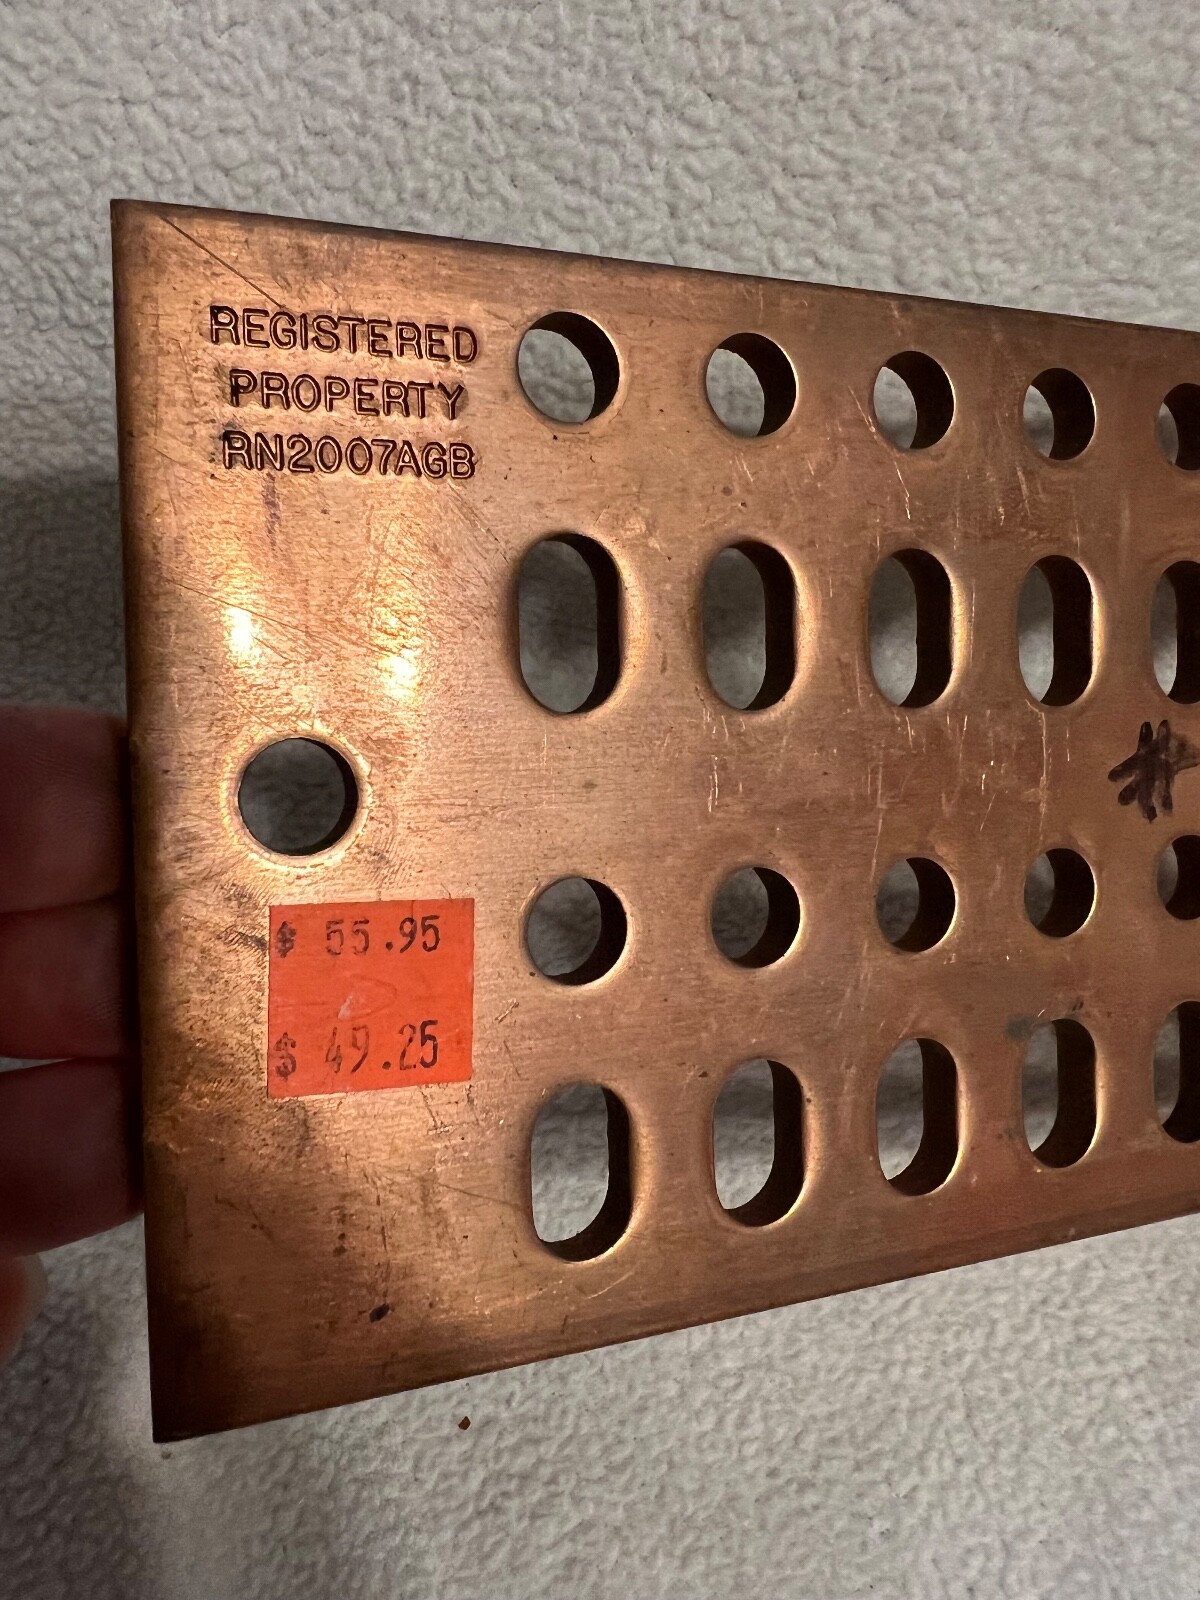 REGISTERED
PROPERTY
RN2007AGB
#
$ 55.95
$ 49.25